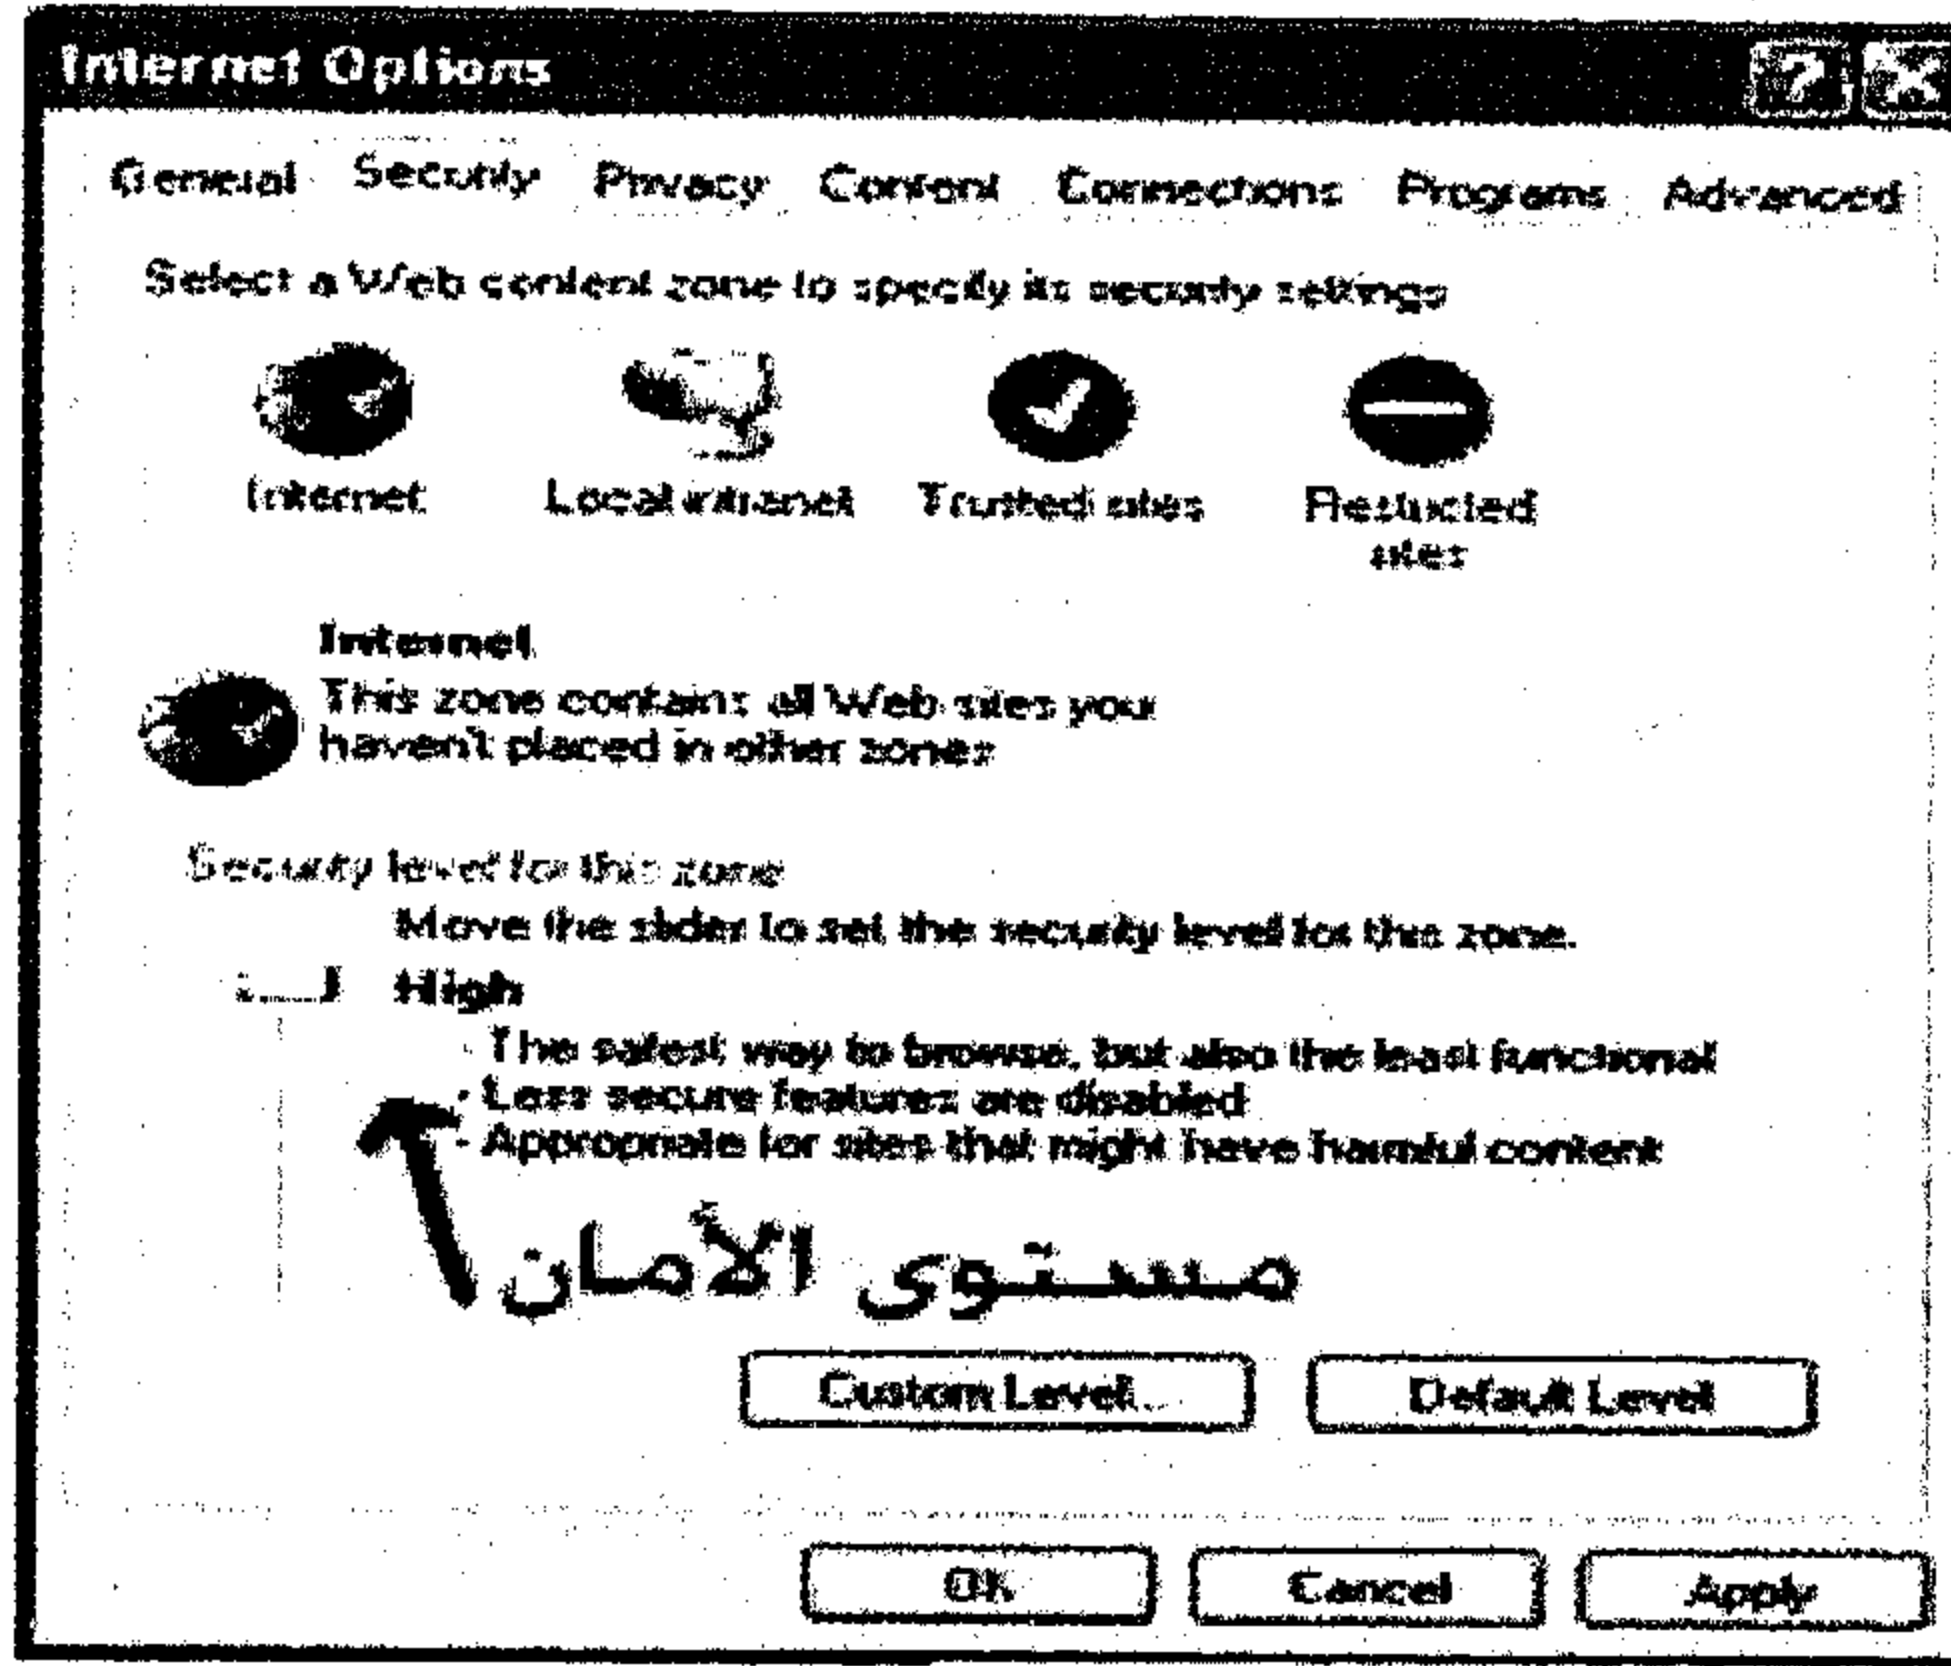 Internet Options
General Security Privacy Content Connections Programs Advanced
Select a Web content zone to specify its security settings
Internet Local intranet Trusted sites Restricted sites
Internet
This zone contains all Web sites you
haven't placed in other zones
Security level for this zone
Move the slider to set the security level for this zone.
High
- The safest way to browse, but also the least functional
- Less secure features are disabled
- Appropriate for sites that might have harmful content
مستوى الأمان
Custom Level... Default Level
OK Cancel Apply